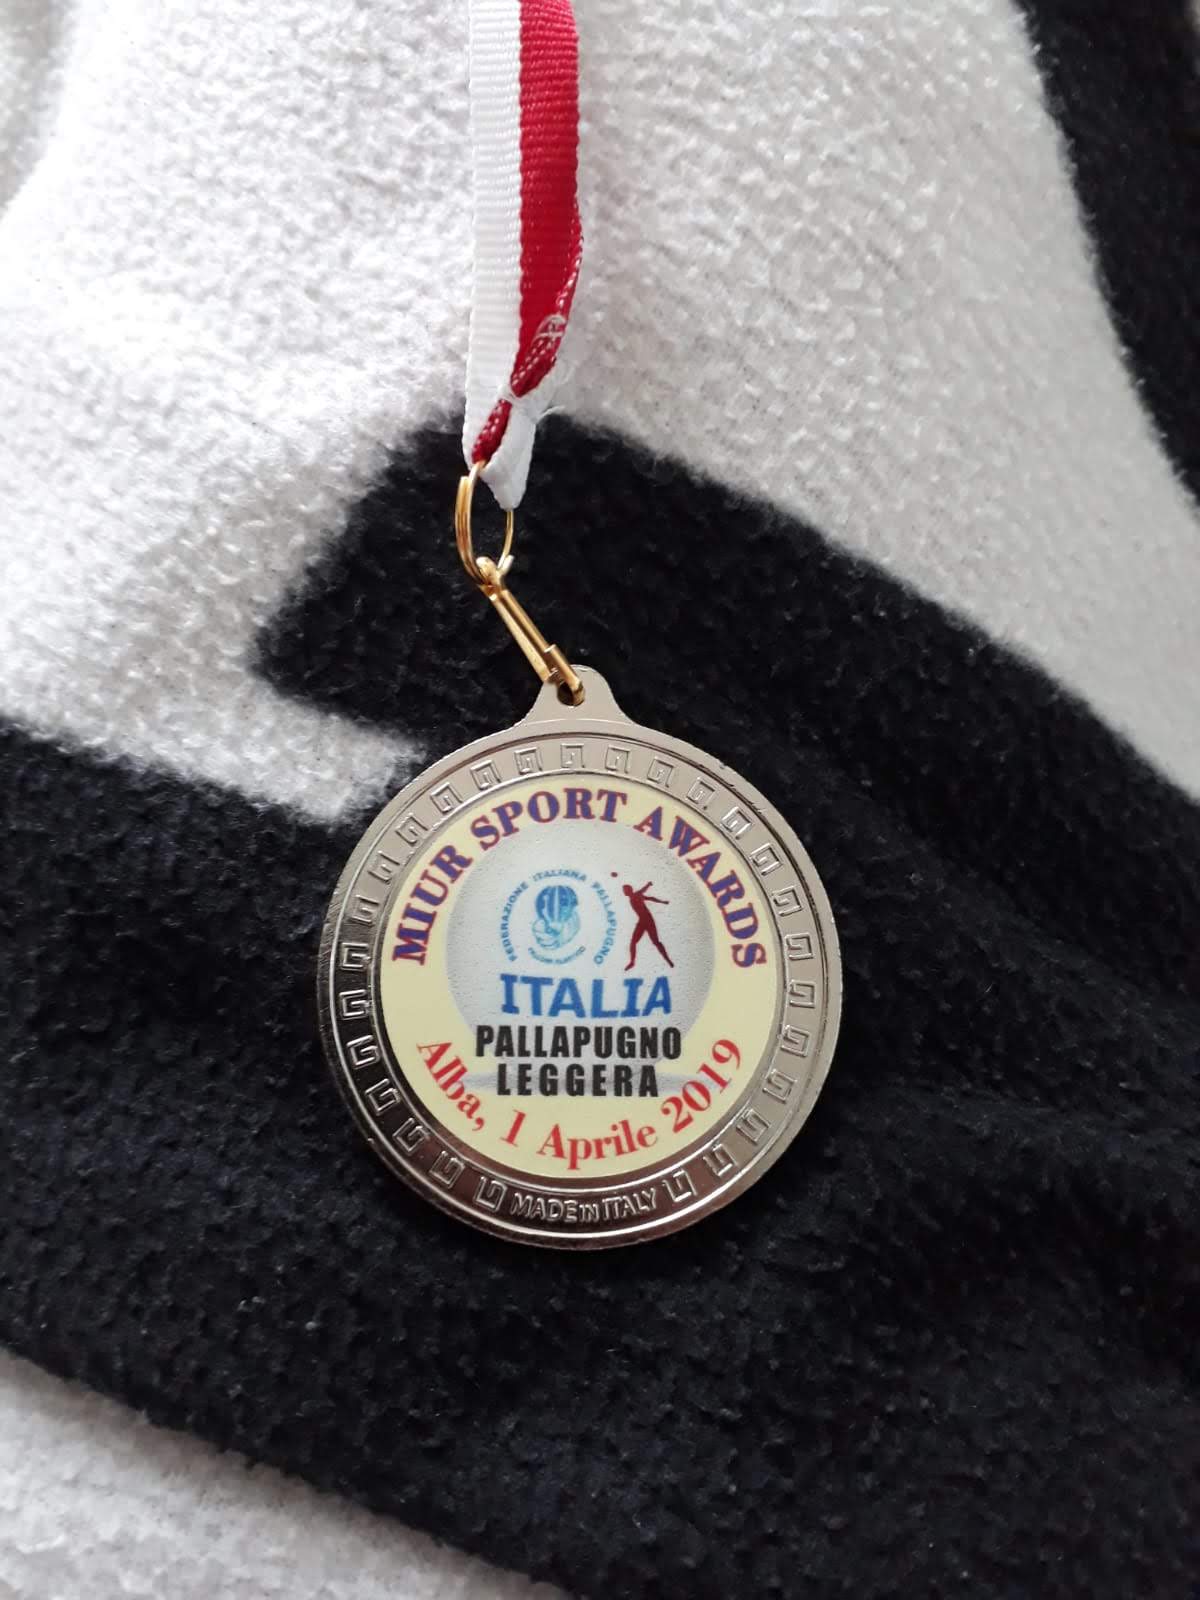 MIUR SPORT AWARDS
FEDERAZIONE ITALIANA PALLAPUGNO
ITALIA
PALLAPUGNO
LEGGERA
Alba, 1 Aprile 2019
MADE IN ITALY